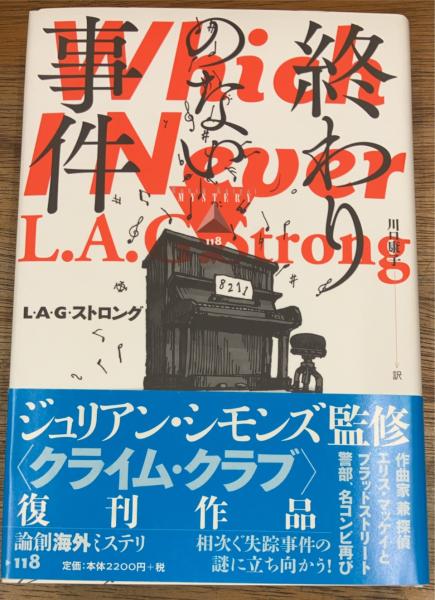 終わりのない事件
Which
I Never
L.A.G. Strong
MYSTERY
118
L・A・G・ストロング
川口康子
訳
8211
ジュリアン・シモンズ監修
〈クライム・クラブ〉
復刊作品
論創海外ミステリ
118
定価：本体2200円＋税
相次ぐ失踪事件の
謎に立ち向かう！
作曲家兼探偵
エリス・マッケイと
ブラッドストリート
警部、名コンビ再び